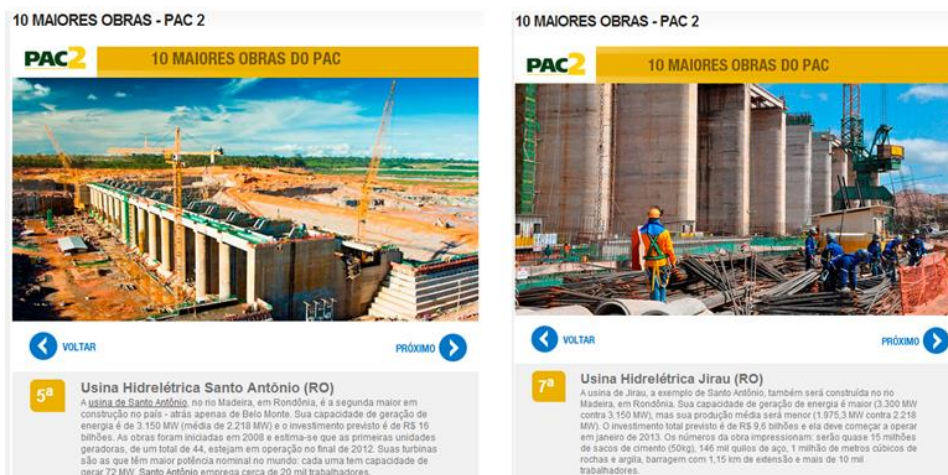 10 MAIORES OBRAS - PAC 2
PAC2
10 MAIORES OBRAS DO PAC
VOLTAR
PRÓXIMO
5ª
Usina Hidrelétrica Santo Antônio (RO)
A usina de Santo Antônio, no rio Madeira, em Rondônia, é a segunda maior em
construção no país - atrás apenas de Belo Monte. Sua capacidade de geração de
energia é de 3.150 MW (média de 2.218 MW) e o investimento previsto é de R$ 16
bilhões. As obras foram iniciadas em 2008 e estima-se que as primeiras unidades
geradoras, de um total de 44, estejam em operação no final de 2012. Suas turbinas
são as que têm maior potência nominal no mundo: cada uma tem capacidade de
gerar 72 MW. Santo Antônio emprega cerca de 20 mil trabalhadores.
10 MAIORES OBRAS - PAC 2
PAC2
10 MAIORES OBRAS DO PAC
VOLTAR
PRÓXIMO
7ª
Usina Hidrelétrica Jirau (RO)
A usina de Jirau, a exemplo de Santo Antônio, também será construída no rio
Madeira, em Rondônia. Sua capacidade de geração de energia é maior (3.300 MW
contra 3.150 MW), mas sua produção média será menor (1.975,3 MW contra 2.218
MW). O investimento total previsto é de R$ 9,6 bilhões e ela deve começar a operar
em janeiro de 2013. Os números da obra impressionam: serão quase 15 milhões
de sacos de cimento (50kg), 146 mil quilos de aço, 1 milhão de metros cúbicos de
rochas e argila, barragem com 1,15 km de extensão e mais de 10 mil
trabalhadores.